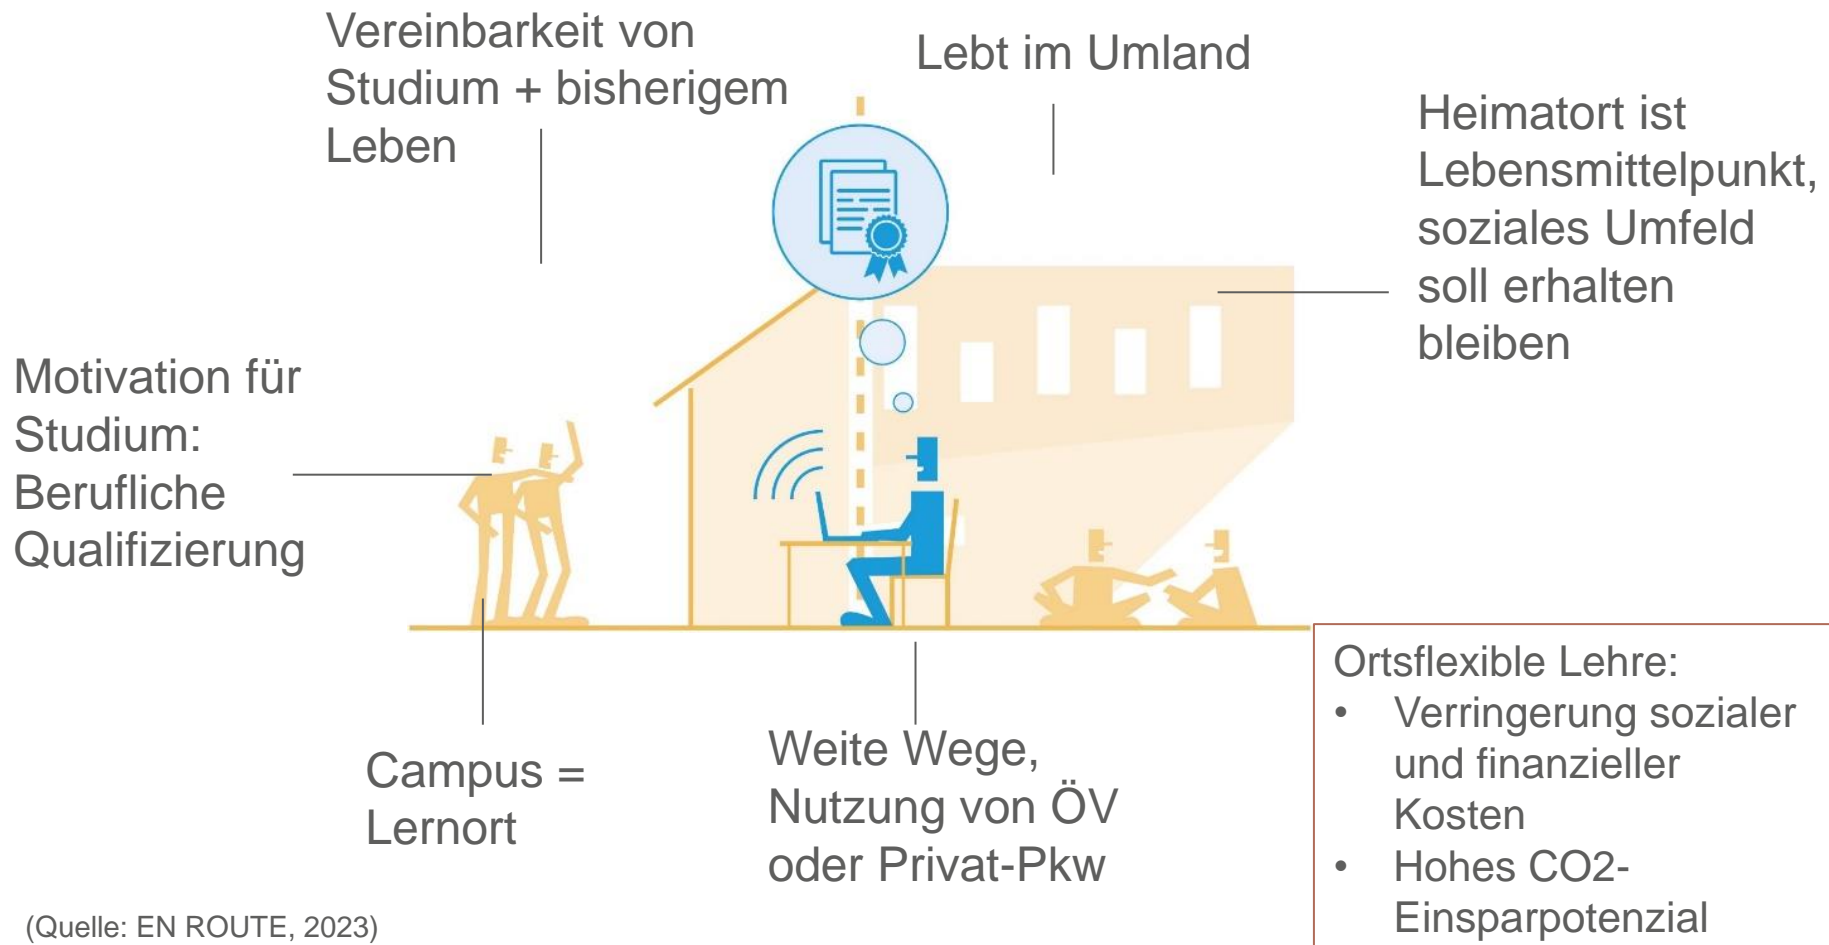 Vereinbarkeit von
Studium + bisherigem
Leben
Lebt im Umland
Heimatort ist
Lebensmittelpunkt,
soziales Umfeld
soll erhalten
bleiben
Motivation für
Studium:
Berufliche
Qualifizierung
Campus =
Lernort
Weite Wege,
Nutzung von ÖV
oder Privat-Pkw
Ortsflexible Lehre:
• Verringerung sozialer
und finanzieller
Kosten
• Hohes CO2-
Einsparpotenzial
(Quelle: EN ROUTE, 2023)